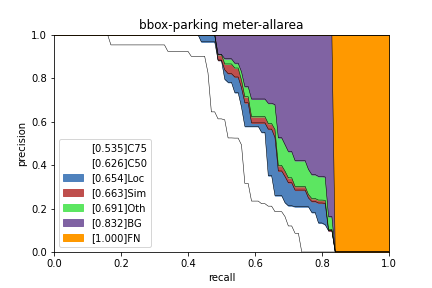 bbox-parking meter-allarea
1.0
0.8
0.6
0.4
0.2
0.0
precision
[0.535]C75
[0.626]C50
[0.654]Loc
[0.663]Sim
[0.691]Oth
[0.832]BG
[1.000]FN
0.0 0.2 0.4 0.6 0.8 1.0
recall